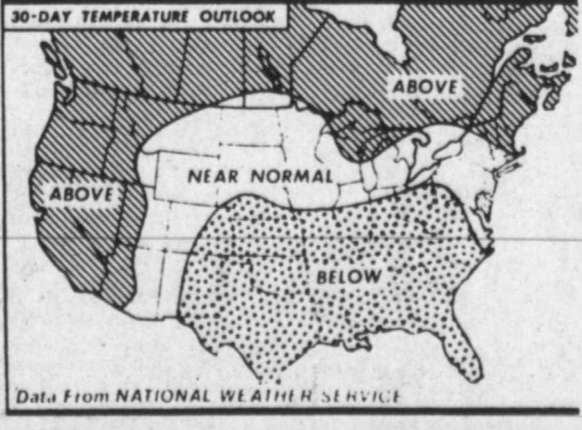 30-DAY TEMPERATURE OUTLOOK
ABOVE
NEAR NORMAL
ABOVE
BELOW
Data From NATIONAL WEATHER SERVICE